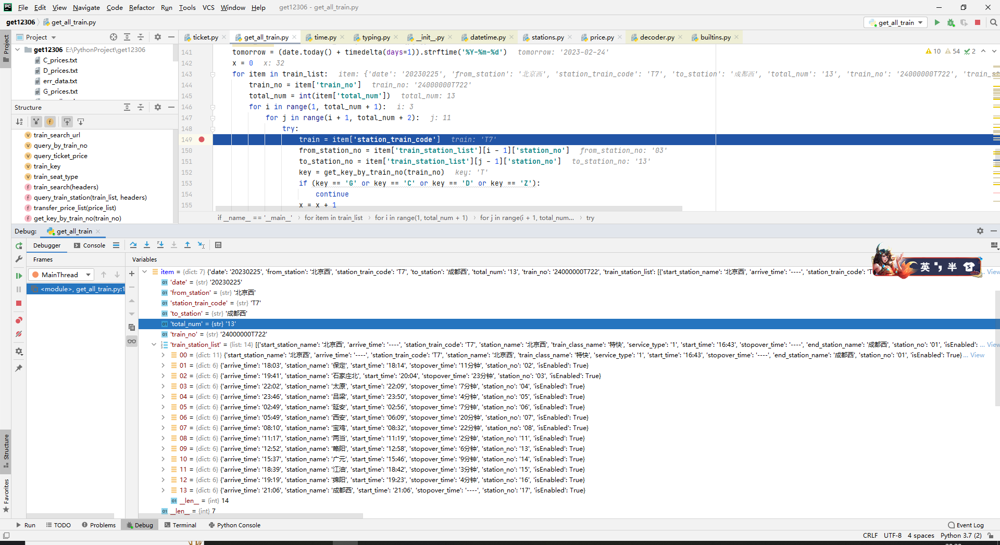 File Edit View Navigate Code Refactor Run Tools VCS Window Help get12306 - get_all_train.py
get12306 get_all_train.py get_all_train
Project ticket.py get_all_train.py time.py typing.py __init__.py datetime.py stations.py price.py decoder.py builtins.py
get12306 E:\PythonProject\get12306
C_prices.txt
D_prices.txt
err_data.txt
G_prices.txt
10 54 2
141 tomorrow = (date.today() + timedelta(days=1)).strftime('%Y-%m-%d') tomorrow: '2023-02-24'
142 x = 0 x: 32
143 for item in train_list: item: {'date': '20230225', 'from_station': '北京西', 'station_train_code': 'T7', 'to_station': '成都西', 'total_num': '13', 'train_no': '24000000T722', 'train_st
144 train_no = item['train_no'] train_no: '24000000T722'
145 total_num = int(item['total_num']) total_num: 13
146 for i in range(1, total_num + 1): i: 3
147 for j in range(i + 1, total_num + 2): j: 11
148 try:
149 train = item['station_train_code'] train: 'T7'
150 from_station_no = item['train_station_list'][i - 1]['station_no'] from_station_no: '03'
151 to_station_no = item['train_station_list'][j - 1]['station_no'] to_station_no: '13'
152 key = get_key_by_train_no(train_no) key: 'T'
153 if (key == 'G' or key == 'C' or key == 'D' or key == 'Z'):
154 continue
155 x = x + 1
if __name__ == '__main__' for item in train_list for i in range(1, total_num + 1) for j in range(i + 1, total_num... try
Structure
train_search_url
query_by_train_no
query_ticket_price
train_key
train_seat_type
train_search(headers)
query_train_station(train_list, headers)
transfer_price_list(price_list)
get_key_by_train_no(train_no)
Project
Structure
Favorites
Debug: get_all_train
Debugger Console
Frames Variables
MainThread
<module>, get_all_train.py:1
item = {dict: 7} {'date': '20230225', 'from_station': '北京西', 'station_train_code': 'T7', 'to_station': '成都西', 'total_num': '13', 'train_no': '24000000T722', 'train_station_list': [{'start_station_name': '北京西', 'arrive_time': '----', 'station_train_code': 'T ... View
英 半
'date' = {str} '20230225'
'from_station' = {str} '北京西'
'station_train_code' = {str} 'T7'
'to_station' = {str} '成都西'
'total_num' = {str} '13'
'train_no' = {str} '24000000T722'
'train_station_list' = {list: 14} [{'start_station_name': '北京西', 'arrive_time': '----', 'station_train_code': 'T7', 'station_name': '北京西', 'train_class_name': '特快', 'service_type': '1', 'start_time': '16:43', 'stopover_time': '----', 'end_station_name': '成都西', 'station_no': '01', 'isEnabled': ... View
00 = {dict: 11} {'start_station_name': '北京西', 'arrive_time': '----', 'station_train_code': 'T7', 'station_name': '北京西', 'train_class_name': '特快', 'service_type': '1', 'start_time': '16:43', 'stopover_time': '----', 'end_station_name': '成都西', 'station_no': '01', 'isEnabled': True} ... View
01 = {dict: 6} {'arrive_time': '18:03', 'station_name': '保定', 'start_time': '18:14', 'stopover_time': '11分钟', 'station_no': '02', 'isEnabled': True}
02 = {dict: 6} {'arrive_time': '19:41', 'station_name': '石家庄北', 'start_time': '20:04', 'stopover_time': '23分钟', 'station_no': '03', 'isEnabled': True}
03 = {dict: 6} {'arrive_time': '22:02', 'station_name': '太原', 'start_time': '22:09', 'stopover_time': '7分钟', 'station_no': '04', 'isEnabled': True}
04 = {dict: 6} {'arrive_time': '23:46', 'station_name': '吕梁', 'start_time': '23:50', 'stopover_time': '4分钟', 'station_no': '05', 'isEnabled': True}
05 = {dict: 6} {'arrive_time': '02:49', 'station_name': '延安', 'start_time': '02:56', 'stopover_time': '7分钟', 'station_no': '06', 'isEnabled': True}
06 = {dict: 6} {'arrive_time': '05:49', 'station_name': '西安', 'start_time': '06:09', 'stopover_time': '20分钟', 'station_no': '07', 'isEnabled': True}
07 = {dict: 6} {'arrive_time': '08:10', 'station_name': '宝鸡', 'start_time': '08:32', 'stopover_time': '22分钟', 'station_no': '08', 'isEnabled': True}
08 = {dict: 6} {'arrive_time': '11:17', 'station_name': '两当', 'start_time': '11:19', 'stopover_time': '2分钟', 'station_no': '11', 'isEnabled': True}
09 = {dict: 6} {'arrive_time': '12:52', 'station_name': '略阳', 'start_time': '12:58', 'stopover_time': '6分钟', 'station_no': '13', 'isEnabled': True}
10 = {dict: 6} {'arrive_time': '15:37', 'station_name': '广元', 'start_time': '15:46', 'stopover_time': '9分钟', 'station_no': '14', 'isEnabled': True}
11 = {dict: 6} {'arrive_time': '18:39', 'station_name': '江油', 'start_time': '18:42', 'stopover_time': '3分钟', 'station_no': '15', 'isEnabled': True}
12 = {dict: 6} {'arrive_time': '19:19', 'station_name': '绵阳', 'start_time': '19:23', 'stopover_time': '4分钟', 'station_no': '16', 'isEnabled': True}
13 = {dict: 6} {'arrive_time': '21:06', 'station_name': '成都西', 'start_time': '21:06', 'stopover_time': '----', 'station_no': '17', 'isEnabled': True}
__len__ = {int} 14
__len__ = {int} 7
Run TODO Problems Debug Terminal Python Console Event Log
CRLF UTF-8 4 spaces Python 3.7 (2)